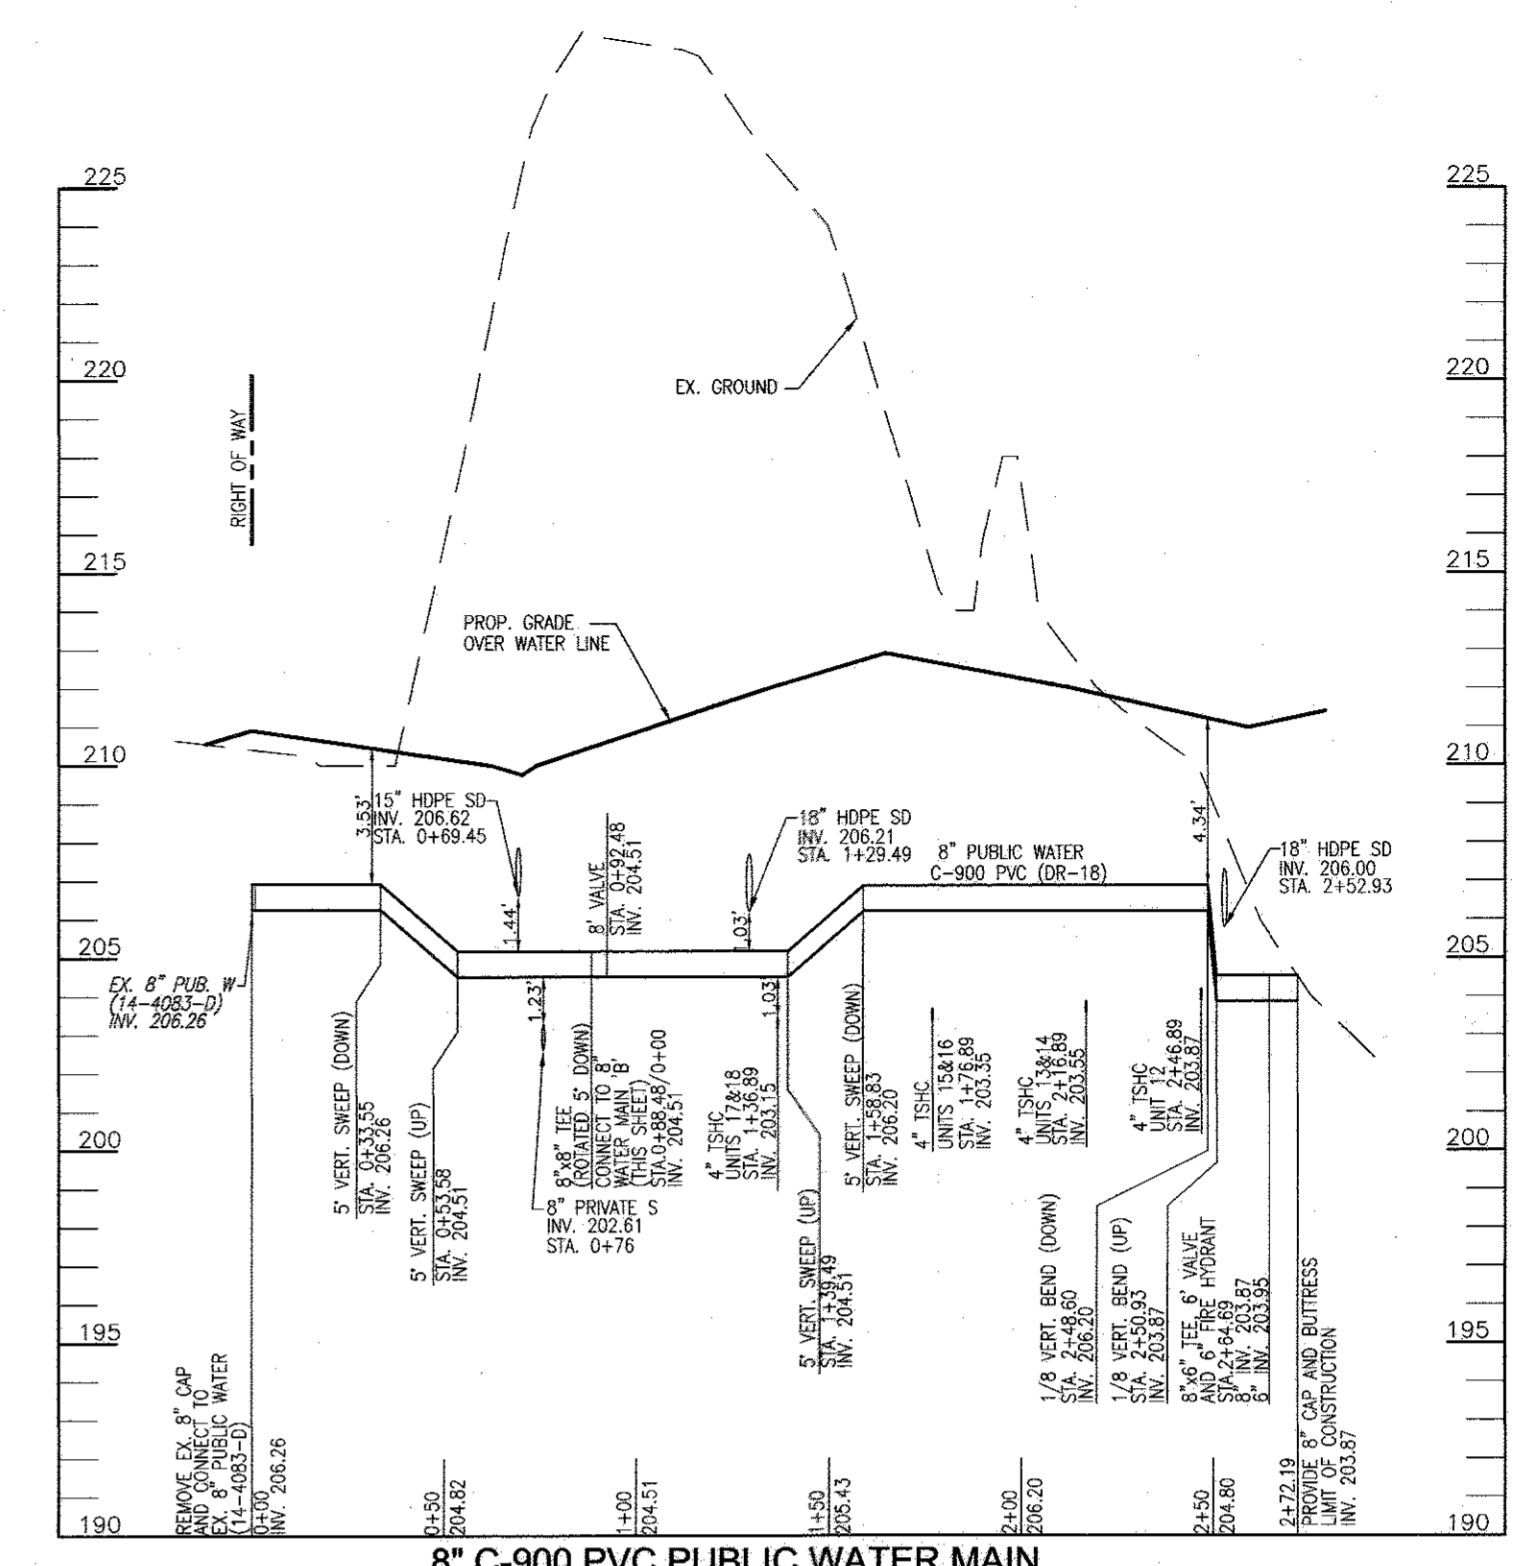 225
225
220
220
EX. GROUND
RIGHT OF WAY
215
215
PROP. GRADE
OVER WATER LINE
210
210
3.53'
15" HDPE SD
INV. 206.62
STA. 0+69.45
8' VALVE
STA. 0+92.48
INV. 204.51
18" HDPE SD
INV. 206.21
STA. 1+29.49
8" PUBLIC WATER
C-900 PVC (DR-18)
4.34'
18" HDPE SD
INV. 206.00
STA. 2+52.93
1.44'
1.03'
205
205
EX. 8" PUB. W
(14-4083-D)
INV. 206.26
1.23'
1.03'
5' VERT. SWEEP (DOWN)
STA. 0+33.55
INV. 206.26
5' VERT. SWEEP (UP)
STA. 0+53.58
INV. 204.51
8"x8" TEE
(ROTATED 5° DOWN)
CONNECT TO 8"
WATER MAIN 'B'
(THIS SHEET)
STA.0+88.48/0+00
INV. 204.51
4" TSHC
UNITS 17&18
STA. 1+36.89
INV. 203.15
5' VERT. SWEEP (UP)
STA. 1+39.49
INV. 204.51
5' VERT. SWEEP (DOWN)
STA. 1+58.83
INV. 206.20
4" TSHC
UNITS 15&16
STA. 1+76.89
INV. 203.35
4" TSHC
UNITS 13&14
STA. 2+16.89
INV. 203.55
4" TSHC
UNIT 12
STA. 2+46.89
INV. 203.87
200
200
8" PRIVATE S
INV. 202.61
STA. 0+76
1/8 VERT. BEND (DOWN)
STA. 2+48.60
INV. 206.20
1/8 VERT. BEND (UP)
STA. 2+50.93
INV. 203.87
8"x6" TEE, 6' VALVE
AND 6" FIRE HYDRANT
STA.2+64.69
8" INV. 203.87
6" INV. 203.95
195
195
REMOVE EX. 8" CAP
AND CONNECT TO
EX. 8" PUBLIC WATER
(14-4083-D)
0+00
INV. 206.26
0+50
204.82
1+00
204.51
1+50
205.43
2+00
206.20
2+50
204.80
2+72.19
PROVIDE 8" CAP AND BUTTRESS
LIMIT OF CONSTRUCTION
INV. 203.87
190
190
8" C-900 PVC PUBLIC WATER MAIN